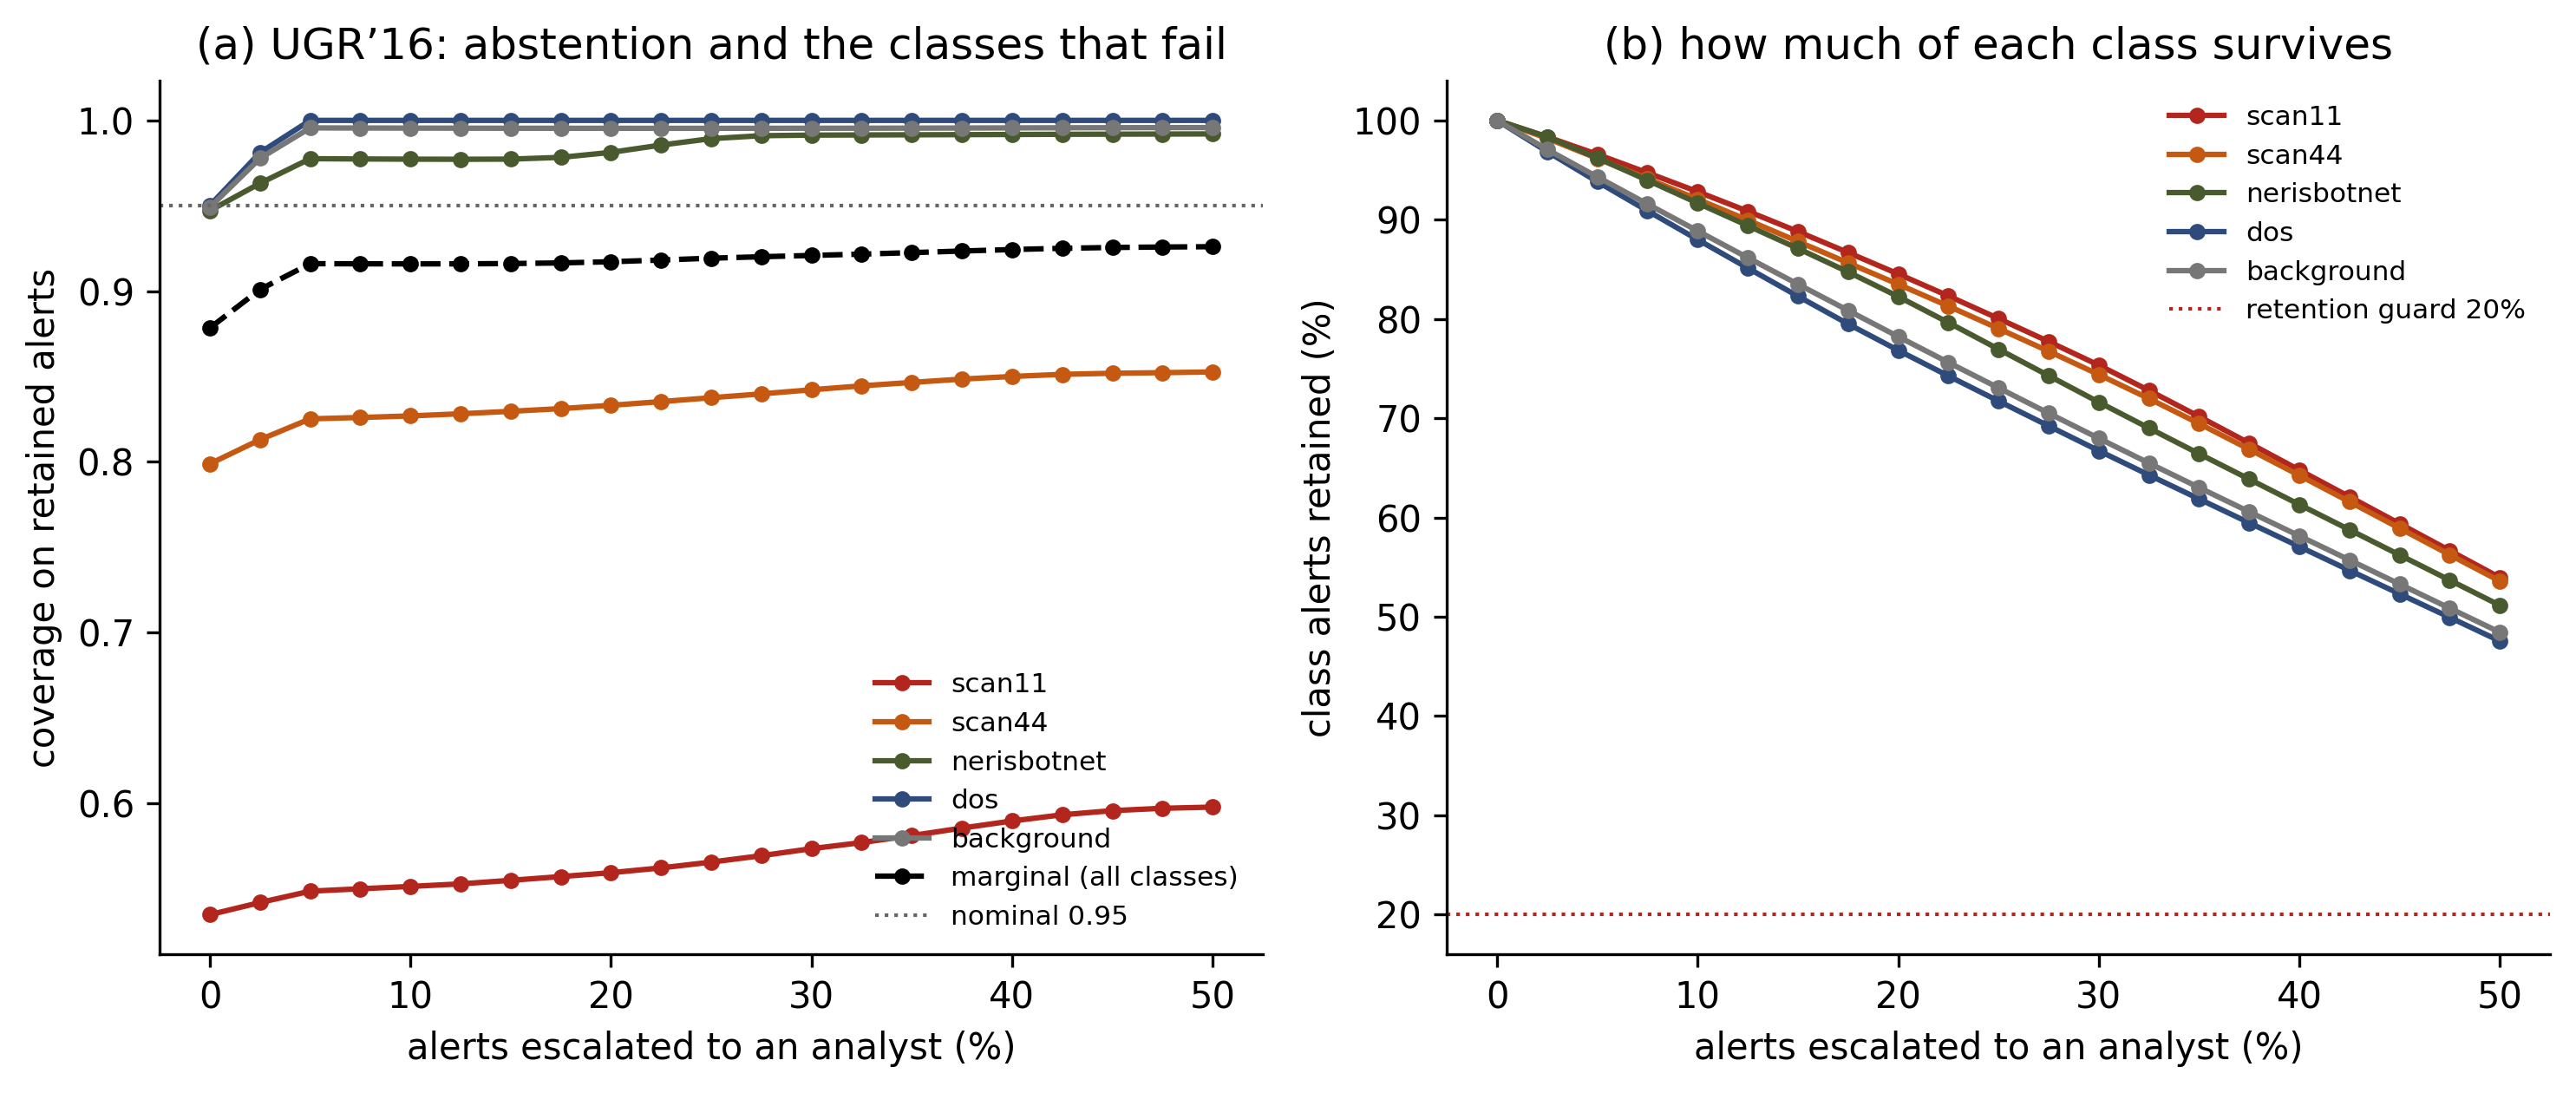 (a) UGR’16: abstention and the classes that fail
coverage on retained alerts
1.0
0.9
0.8
0.7
0.6
scan11
scan44
nerisbotnet
dos
background
marginal (all classes)
nominal 0.95
0 10 20 30 40 50
alerts escalated to an analyst (%)
(b) how much of each class survives
class alerts retained (%)
100
90
80
70
60
50
40
30
20
scan11
scan44
nerisbotnet
dos
background
retention guard 20%
0 10 20 30 40 50
alerts escalated to an analyst (%)